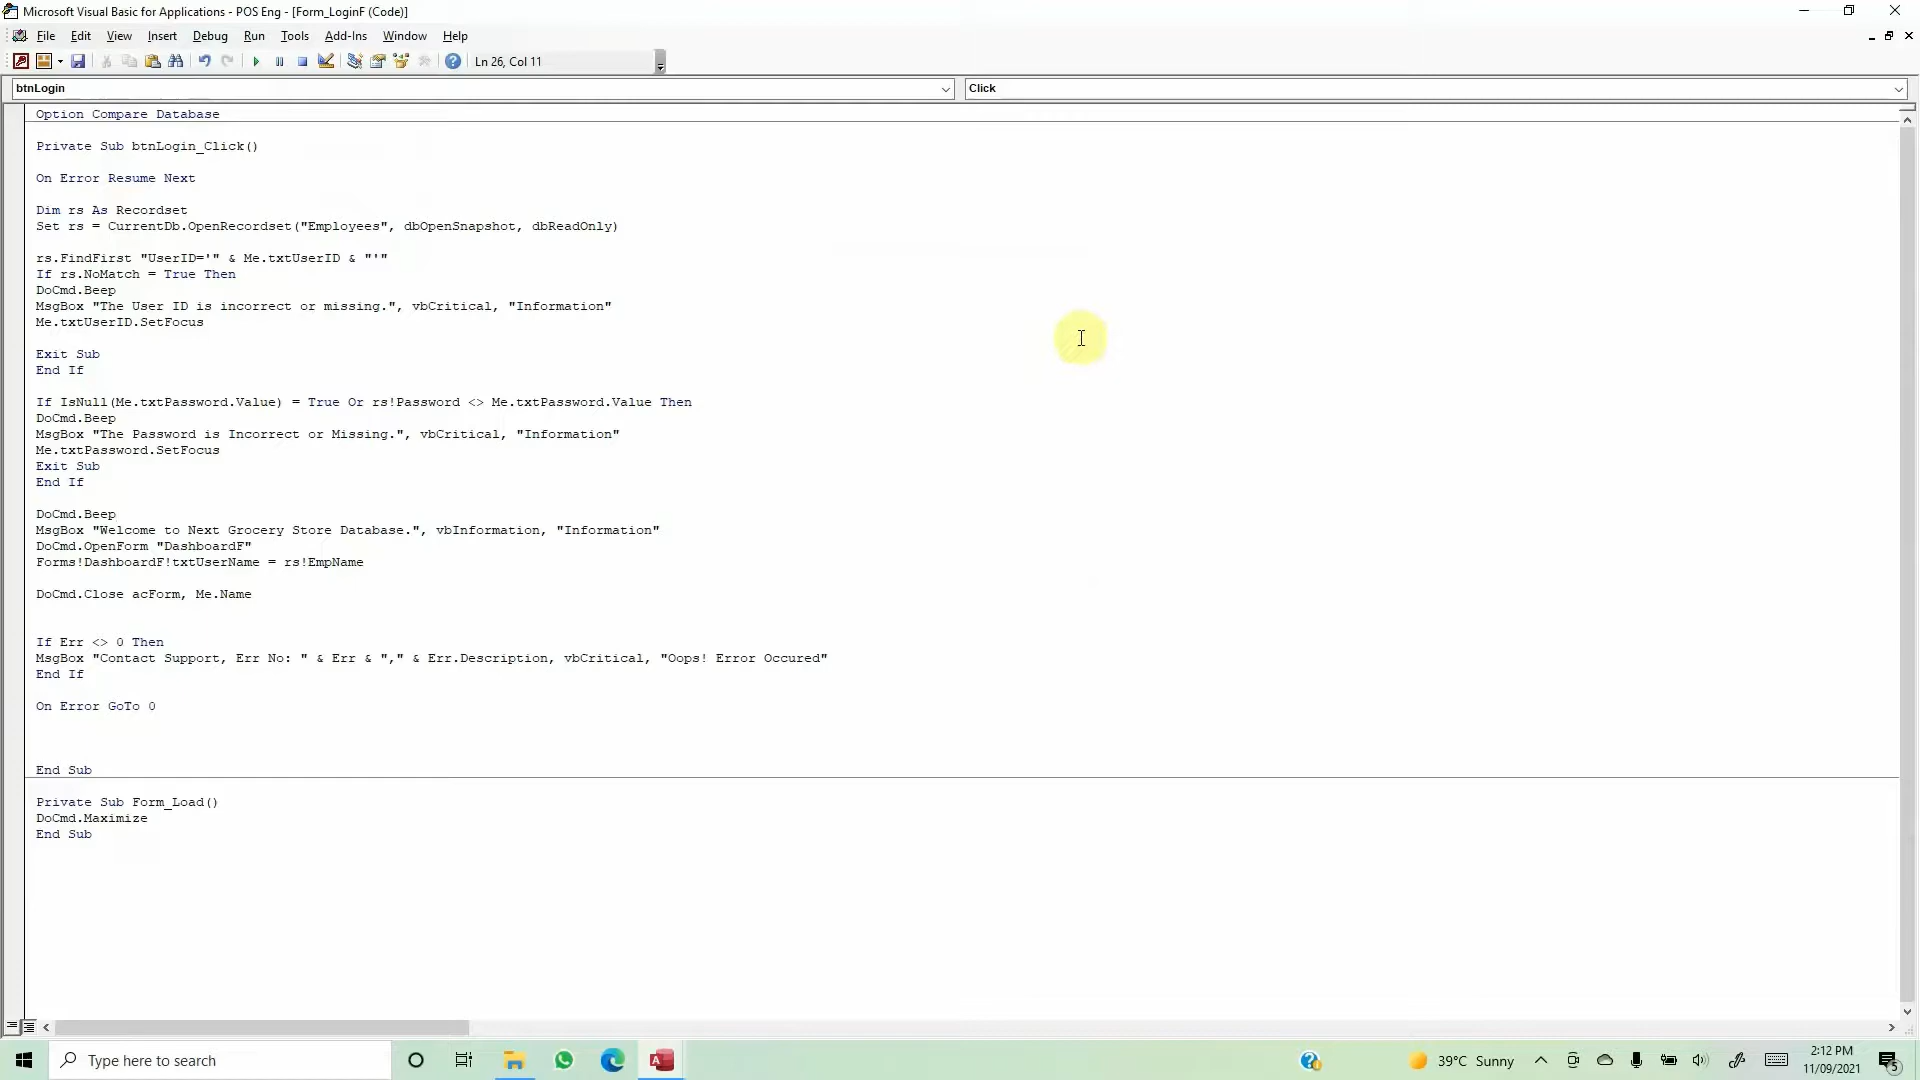 Microsoft Visual Basic for Applications - POS Eng - [Form_LoginF (Code)]
File Edit View Insert Debug Run Tools Add-Ins Window Help
Ln 26, Col 11
btnLogin Click
Option Compare Database
Private Sub btnLogin_Click()
On Error Resume Next
Dim rs As Recordset
Set rs = CurrentDb.OpenRecordset("Employees", dbOpenSnapshot, dbReadOnly)
rs.FindFirst "UserID='" & Me.txtUserID & "'"
If rs.NoMatch = True Then
DoCmd.Beep
MsgBox "The User ID is incorrect or missing.", vbCritical, "Information"
Me.txtUserID.SetFocus
Exit Sub
End If
If IsNull(Me.txtPassword.Value) = True Or rs!Password <> Me.txtPassword.Value Then
DoCmd.Beep
MsgBox "The Password is Incorrect or Missing.", vbCritical, "Information"
Me.txtPassword.SetFocus
Exit Sub
End If
DoCmd.Beep
MsgBox "Welcome to Next Grocery Store Database.", vbInformation, "Information"
DoCmd.OpenForm "DashboardF"
Forms!DashboardF!txtUserName = rs!EmpName
DoCmd.Close acForm, Me.Name
If Err <> 0 Then
MsgBox "Contact Support, Err No: " & Err & "," & Err.Description, vbCritical, "Oops! Error Occured"
End If
On Error GoTo 0
End Sub
Private Sub Form_Load()
DoCmd.Maximize
End Sub
Type here to search
39°C Sunny
2:12 PM
11/09/2021
5